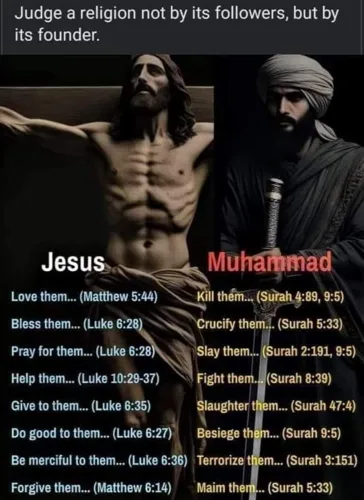 Judge a religion not by its followers, but by
its founder.
Jesus
Muhammad
Love them... (Matthew 5:44)
Kill them... (Surah 4:89, 9:5)
Bless them... (Luke 6:28)
Crucify them... (Surah 5:33)
Pray for them... (Luke 6:28)
Slay them... (Surah 2:191, 9:5)
Help them... (Luke 10:29-37)
Fight them... (Surah 8:39)
Give to them... (Luke 6:35)
Slaughter them... (Surah 47:4)
Do good to them... (Luke 6:27)
Besiege them... (Surah 9:5)
Be merciful to them... (Luke 6:36)
Terrorize them... (Surah 3:151)
Forgive them... (Matthew 6:14)
Maim them... (Surah 5:33)